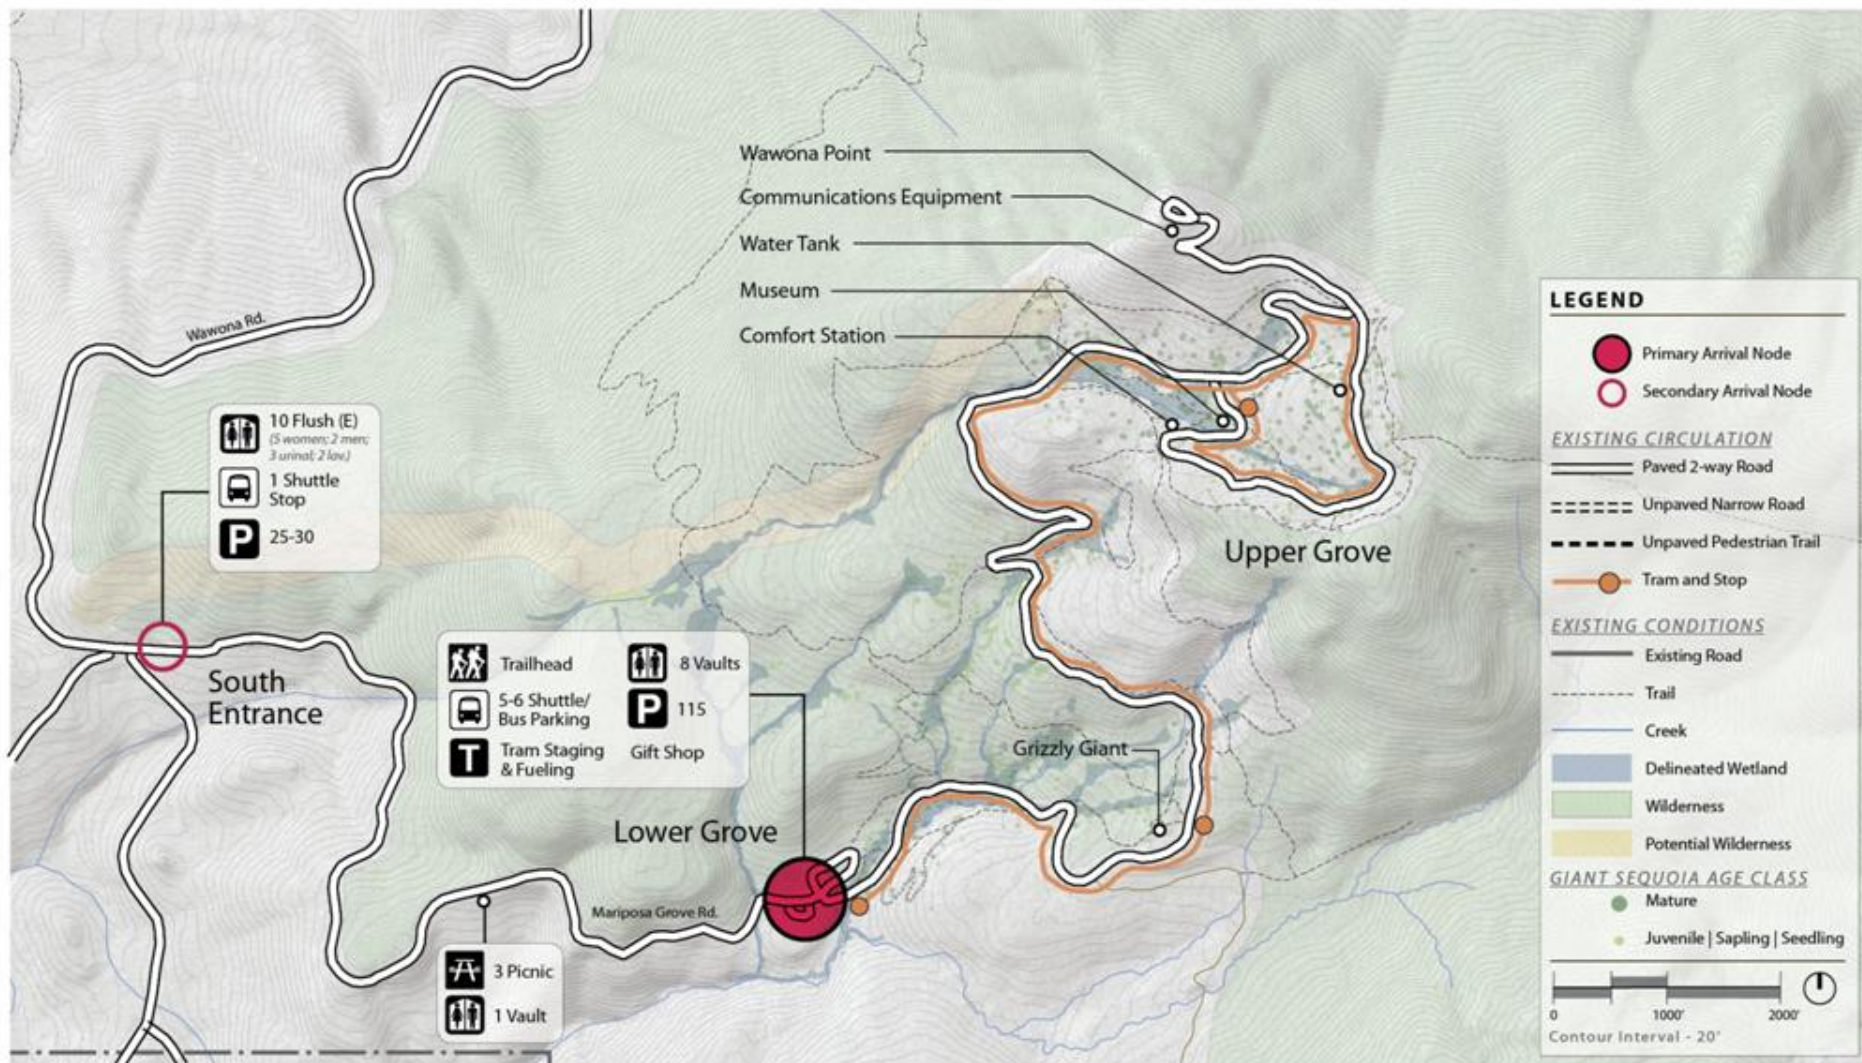 Wawona Point
Communications Equipment
Water Tank
Museum
Comfort Station
Wawona Rd.
10 Flush (E)
(5 women; 2 men;
3 urinal; 2 lav.)
1 Shuttle
Stop
P
25-30
South
Entrance
Upper Grove
Trailhead
8 Vaults
5-6 Shuttle/
Bus Parking
P
115
T
Tram Staging
& Fueling
Gift Shop
Grizzly Giant
Lower Grove
Mariposa Grove Rd.
3 Picnic
1 Vault
LEGEND
Primary Arrival Node
Secondary Arrival Node
EXISTING CIRCULATION
Paved 2-way Road
Unpaved Narrow Road
Unpaved Pedestrian Trail
Tram and Stop
EXISTING CONDITIONS
Existing Road
Trail
Creek
Delineated Wetland
Wilderness
Potential Wilderness
GIANT SEQUOIA AGE CLASS
Mature
Juvenile | Sapling | Seedling
0 1000' 2000'
Contour Interval - 20'